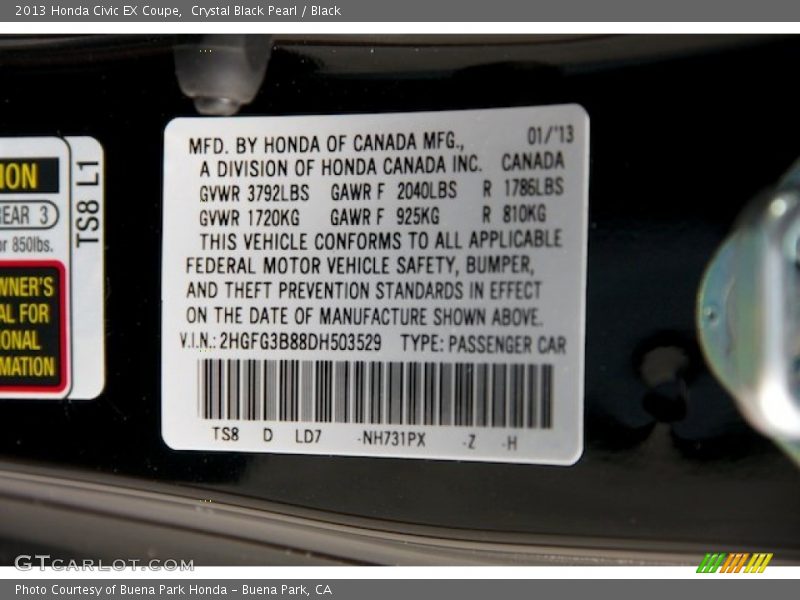 2013 Honda Civic EX Coupe, Crystal Black Pearl / Black
ION
REAR 3
or 850lbs.
WNER'S
AL FOR
IONAL
MATION
TS8 L1
MFD. BY HONDA OF CANADA MFG., 01/'13
A DIVISION OF HONDA CANADA INC. CANADA
GVWR 3792LBS GAWR F 2040LBS R 1786LBS
GVWR 1720KG GAWR F 925KG R 810KG
THIS VEHICLE CONFORMS TO ALL APPLICABLE
FEDERAL MOTOR VEHICLE SAFETY, BUMPER,
AND THEFT PREVENTION STANDARDS IN EFFECT
ON THE DATE OF MANUFACTURE SHOWN ABOVE.
V.I.N.: 2HGFG3B88DH503529 TYPE: PASSENGER CAR
TS8 D LD7 -NH731PX -Z -H
GTCARLOT.COM
Photo Courtesy of Buena Park Honda - Buena Park, CA